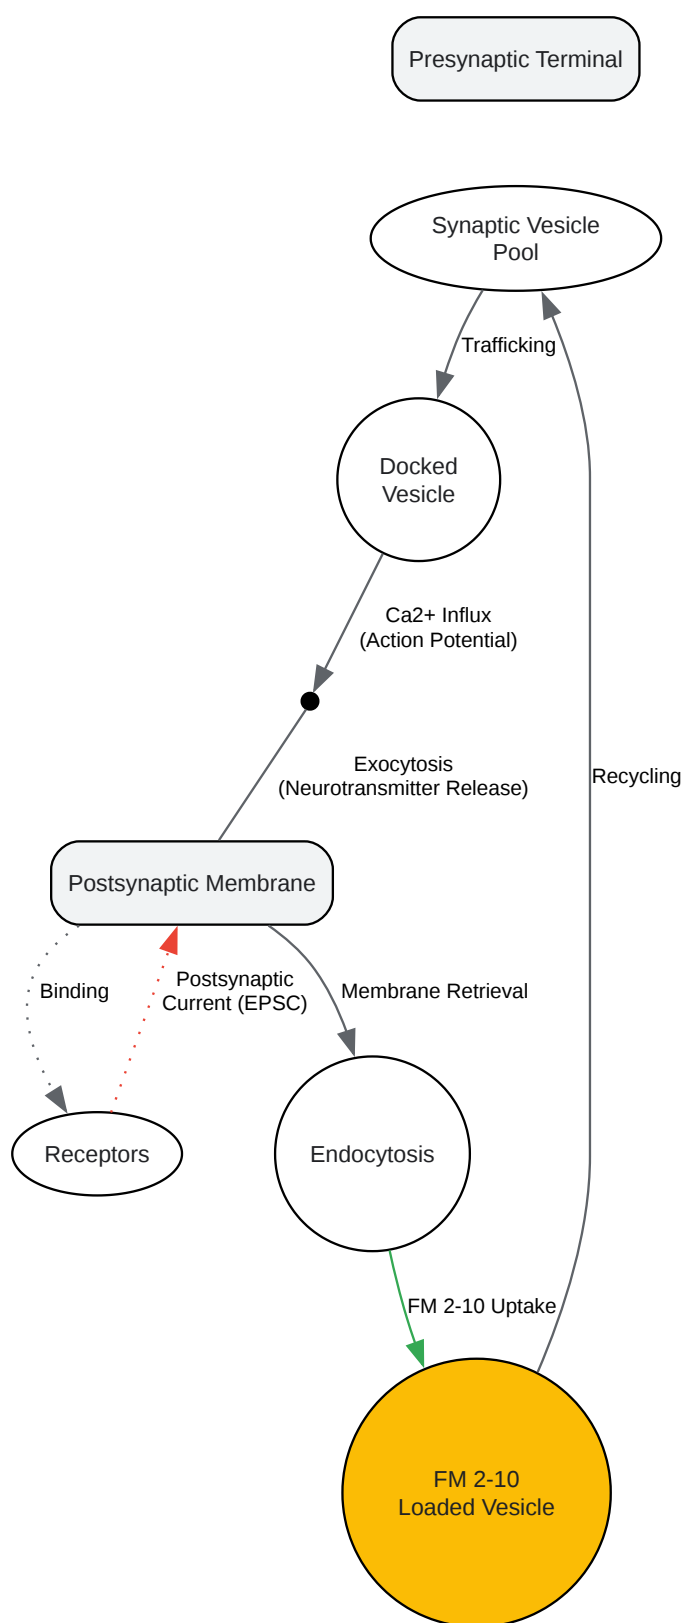 Presynaptic Terminal
Synaptic Vesicle
Pool
Trafficking
Docked
Vesicle
Ca2+ Influx
(Action Potential)
Exocytosis
(Neurotransmitter Release)
Recycling
Postsynaptic Membrane
Binding
Postsynaptic
Current (EPSC)
Membrane Retrieval
Receptors
Endocytosis
FM 2-10 Uptake
FM 2-10
Loaded Vesicle